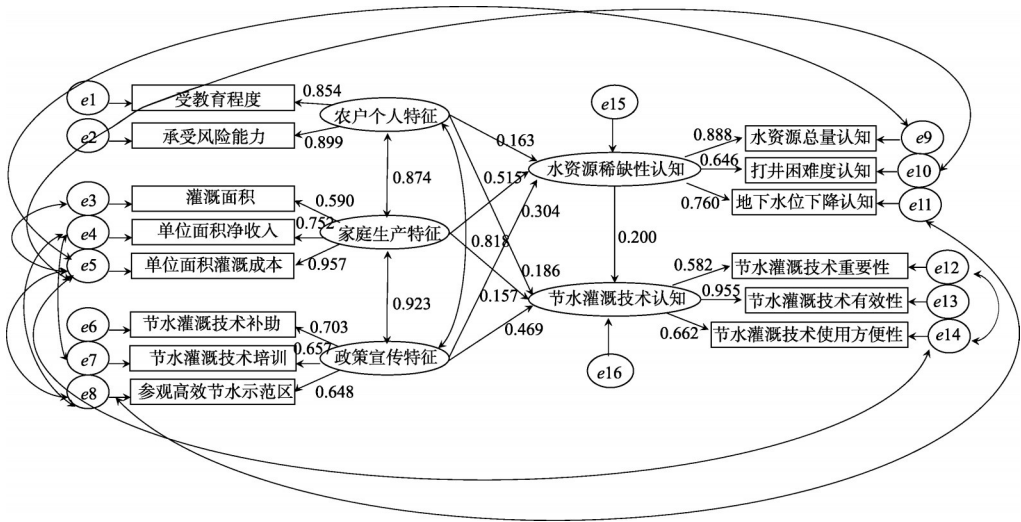 e1
受教育程度
0.854
农户个人特征
e2
承受风险能力
0.899
0.874
e3
灌溉面积
0.590
e4
单位面积净收入
0.752
家庭生产特征
e5
单位面积灌溉成本
0.957
0.923
e6
节水灌溉技术补助
0.703
e7
节水灌溉技术培训
0.657
政策宣传特征
e8
参观高效节水示范区
0.648
0.163
0.515
0.304
0.818
0.186
0.157
0.469
e15
水资源稀缺性认知
0.200
节水灌溉技术认知
e16
0.888
水资源总量认知
e9
0.646
打井困难度认知
e10
0.760
地下水位下降认知
e11
0.582
节水灌溉技术重要性
e12
0.955
节水灌溉技术有效性
e13
0.662
节水灌溉技术使用方便性
e14